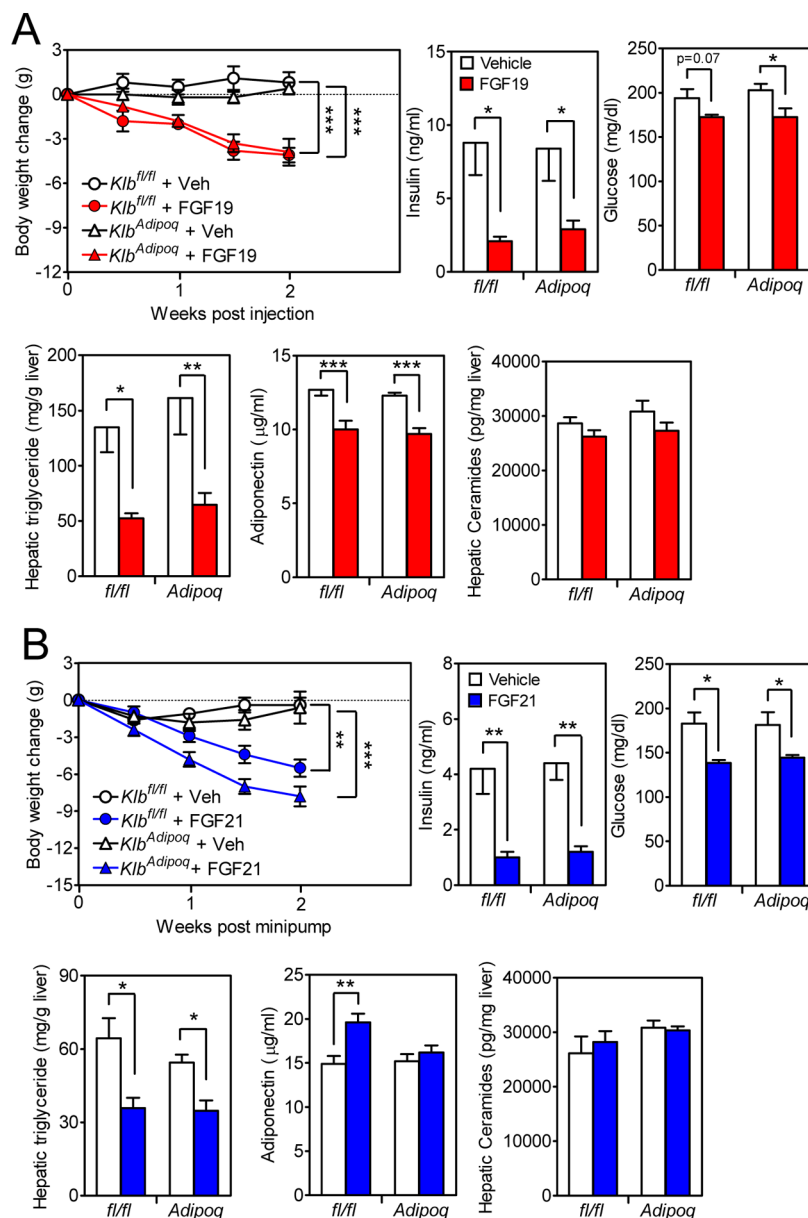 A
Body weight change (g)
3
0
-3
-6
-9
-12
***
***
Klb^fl/fl + Veh
Klb^fl/fl + FGF19
Klb^Adipoq + Veh
Klb^Adipoq + FGF19
0
1
2
Weeks post injection
Insulin (ng/ml)
15
10
5
0
Vehicle
FGF19
*
*
fl/fl
Adipoq
Glucose (mg/dl)
250
200
150
100
50
0
p=0.07
*
fl/fl
Adipoq
Hepatic triglyceride (mg/g liver)
200
150
100
50
0
*
**
fl/fl
Adipoq
Adiponectin (μg/ml)
15
10
5
0
***
***
fl/fl
Adipoq
Hepatic Ceramides (pg/mg liver)
40000
30000
20000
10000
0
fl/fl
Adipoq
B
Body weight change (g)
3
0
-3
-6
-9
-12
-15
**
***
Klb^fl/fl + Veh
Klb^fl/fl + FGF21
Klb^Adipoq + Veh
Klb^Adipoq + FGF21
0
1
2
Weeks post minipump
Insulin (ng/ml)
8
6
4
2
0
Vehicle
FGF21
**
**
fl/fl
Adipoq
Glucose (mg/dl)
250
200
150
100
50
0
*
*
fl/fl
Adipoq
Hepatic triglyceride (mg/g liver)
90
60
30
0
*
*
fl/fl
Adipoq
Adiponectin (μg/ml)
25
20
15
10
5
0
**
fl/fl
Adipoq
Hepatic Ceramides (pg/mg liver)
40000
30000
20000
10000
0
fl/fl
Adipoq